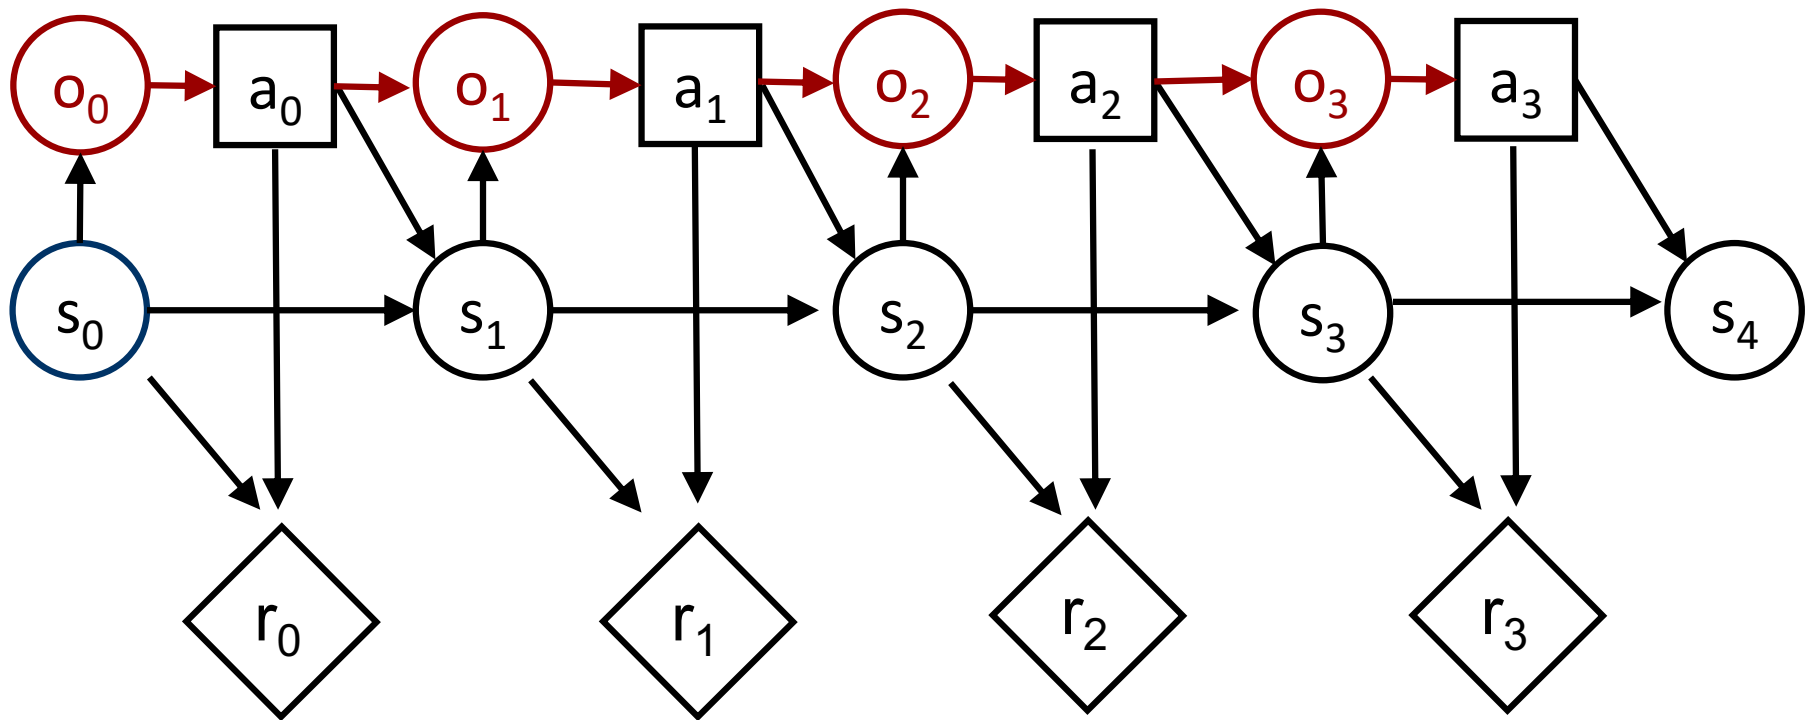 o₀ a₀ o₁ a₁ o₂ a₂ o₃ a₃
s₀ s₁ s₂ s₃ s₄
r₀ r₁ r₂ r₃